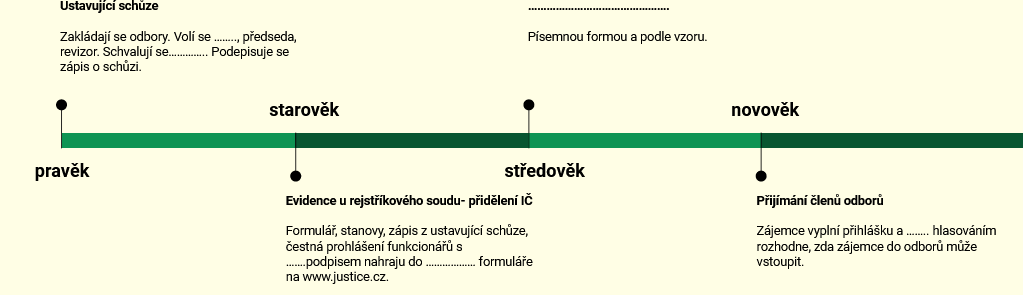 Ustavující schůze
Zakládají se odbory. Volí se ........, předseda,
revizor. Schvalují se............. Podepisuje se
zápis o schůzi.
...........................................
Písemnou formou a podle vzoru.
starověk
novověk
pravěk
středověk
Evidence u rejstříkového soudu- přidělení IČ
Formulář, stanovy, zápis z ustavující schůze,
čestná prohlášení funkcionářů s
.......podpisem nahraju do ................. formuláře
na www.justice.cz.
Přijímání členů odborů
Zájemce vyplní přihlášku a ........ hlasováním
rozhodne, zda zájemce do odborů může
vstoupit.